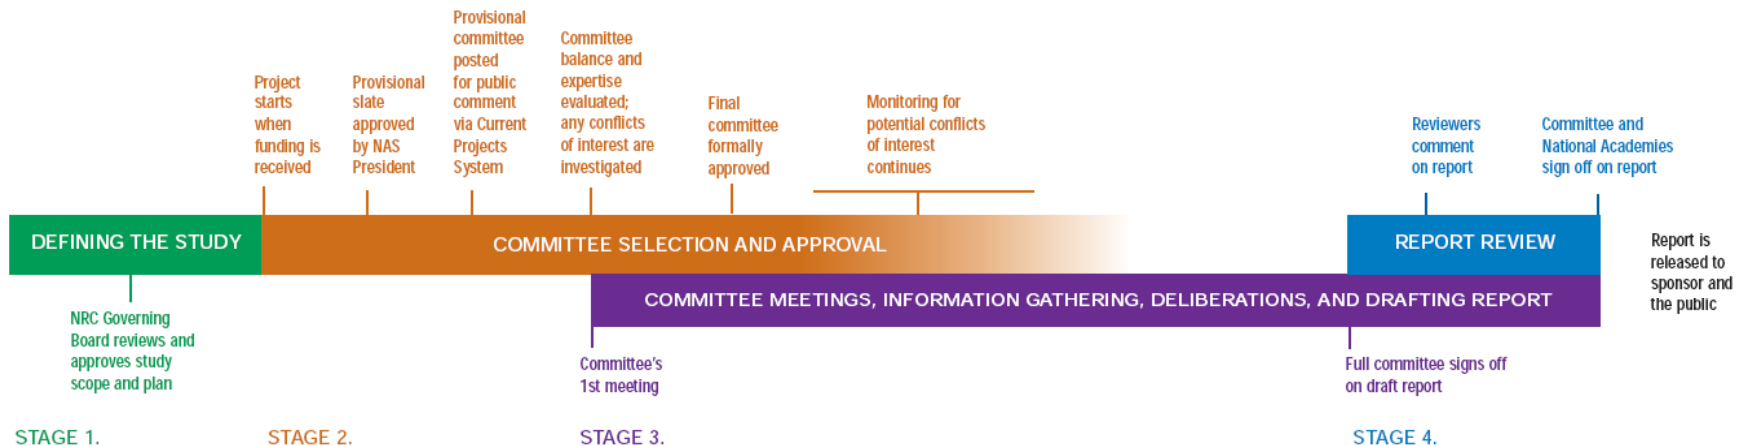 Project
starts
when
funding is
received
Provisional
slate
approved
by NAS
President
Provisional
committee
posted
for public
comment
via Current
Projects
System
Committee
balance and
expertise
evaluated;
any conflicts
of interest are
investigated
Final
committee
formally
approved
Monitoring for
potential conflicts
of interest
continues
Reviewers
comment
on report
Committee and
National Academies
sign off on report
DEFINING THE STUDY
COMMITTEE SELECTION AND APPROVAL
REPORT REVIEW
Report is
released to
sponsor and
the public
COMMITTEE MEETINGS, INFORMATION GATHERING, DELIBERATIONS, AND DRAFTING REPORT
NRC Governing
Board reviews and
approves study
scope and plan
Committee's
1st meeting
Full committee signs off
on draft report
STAGE 1.
STAGE 2.
STAGE 3.
STAGE 4.